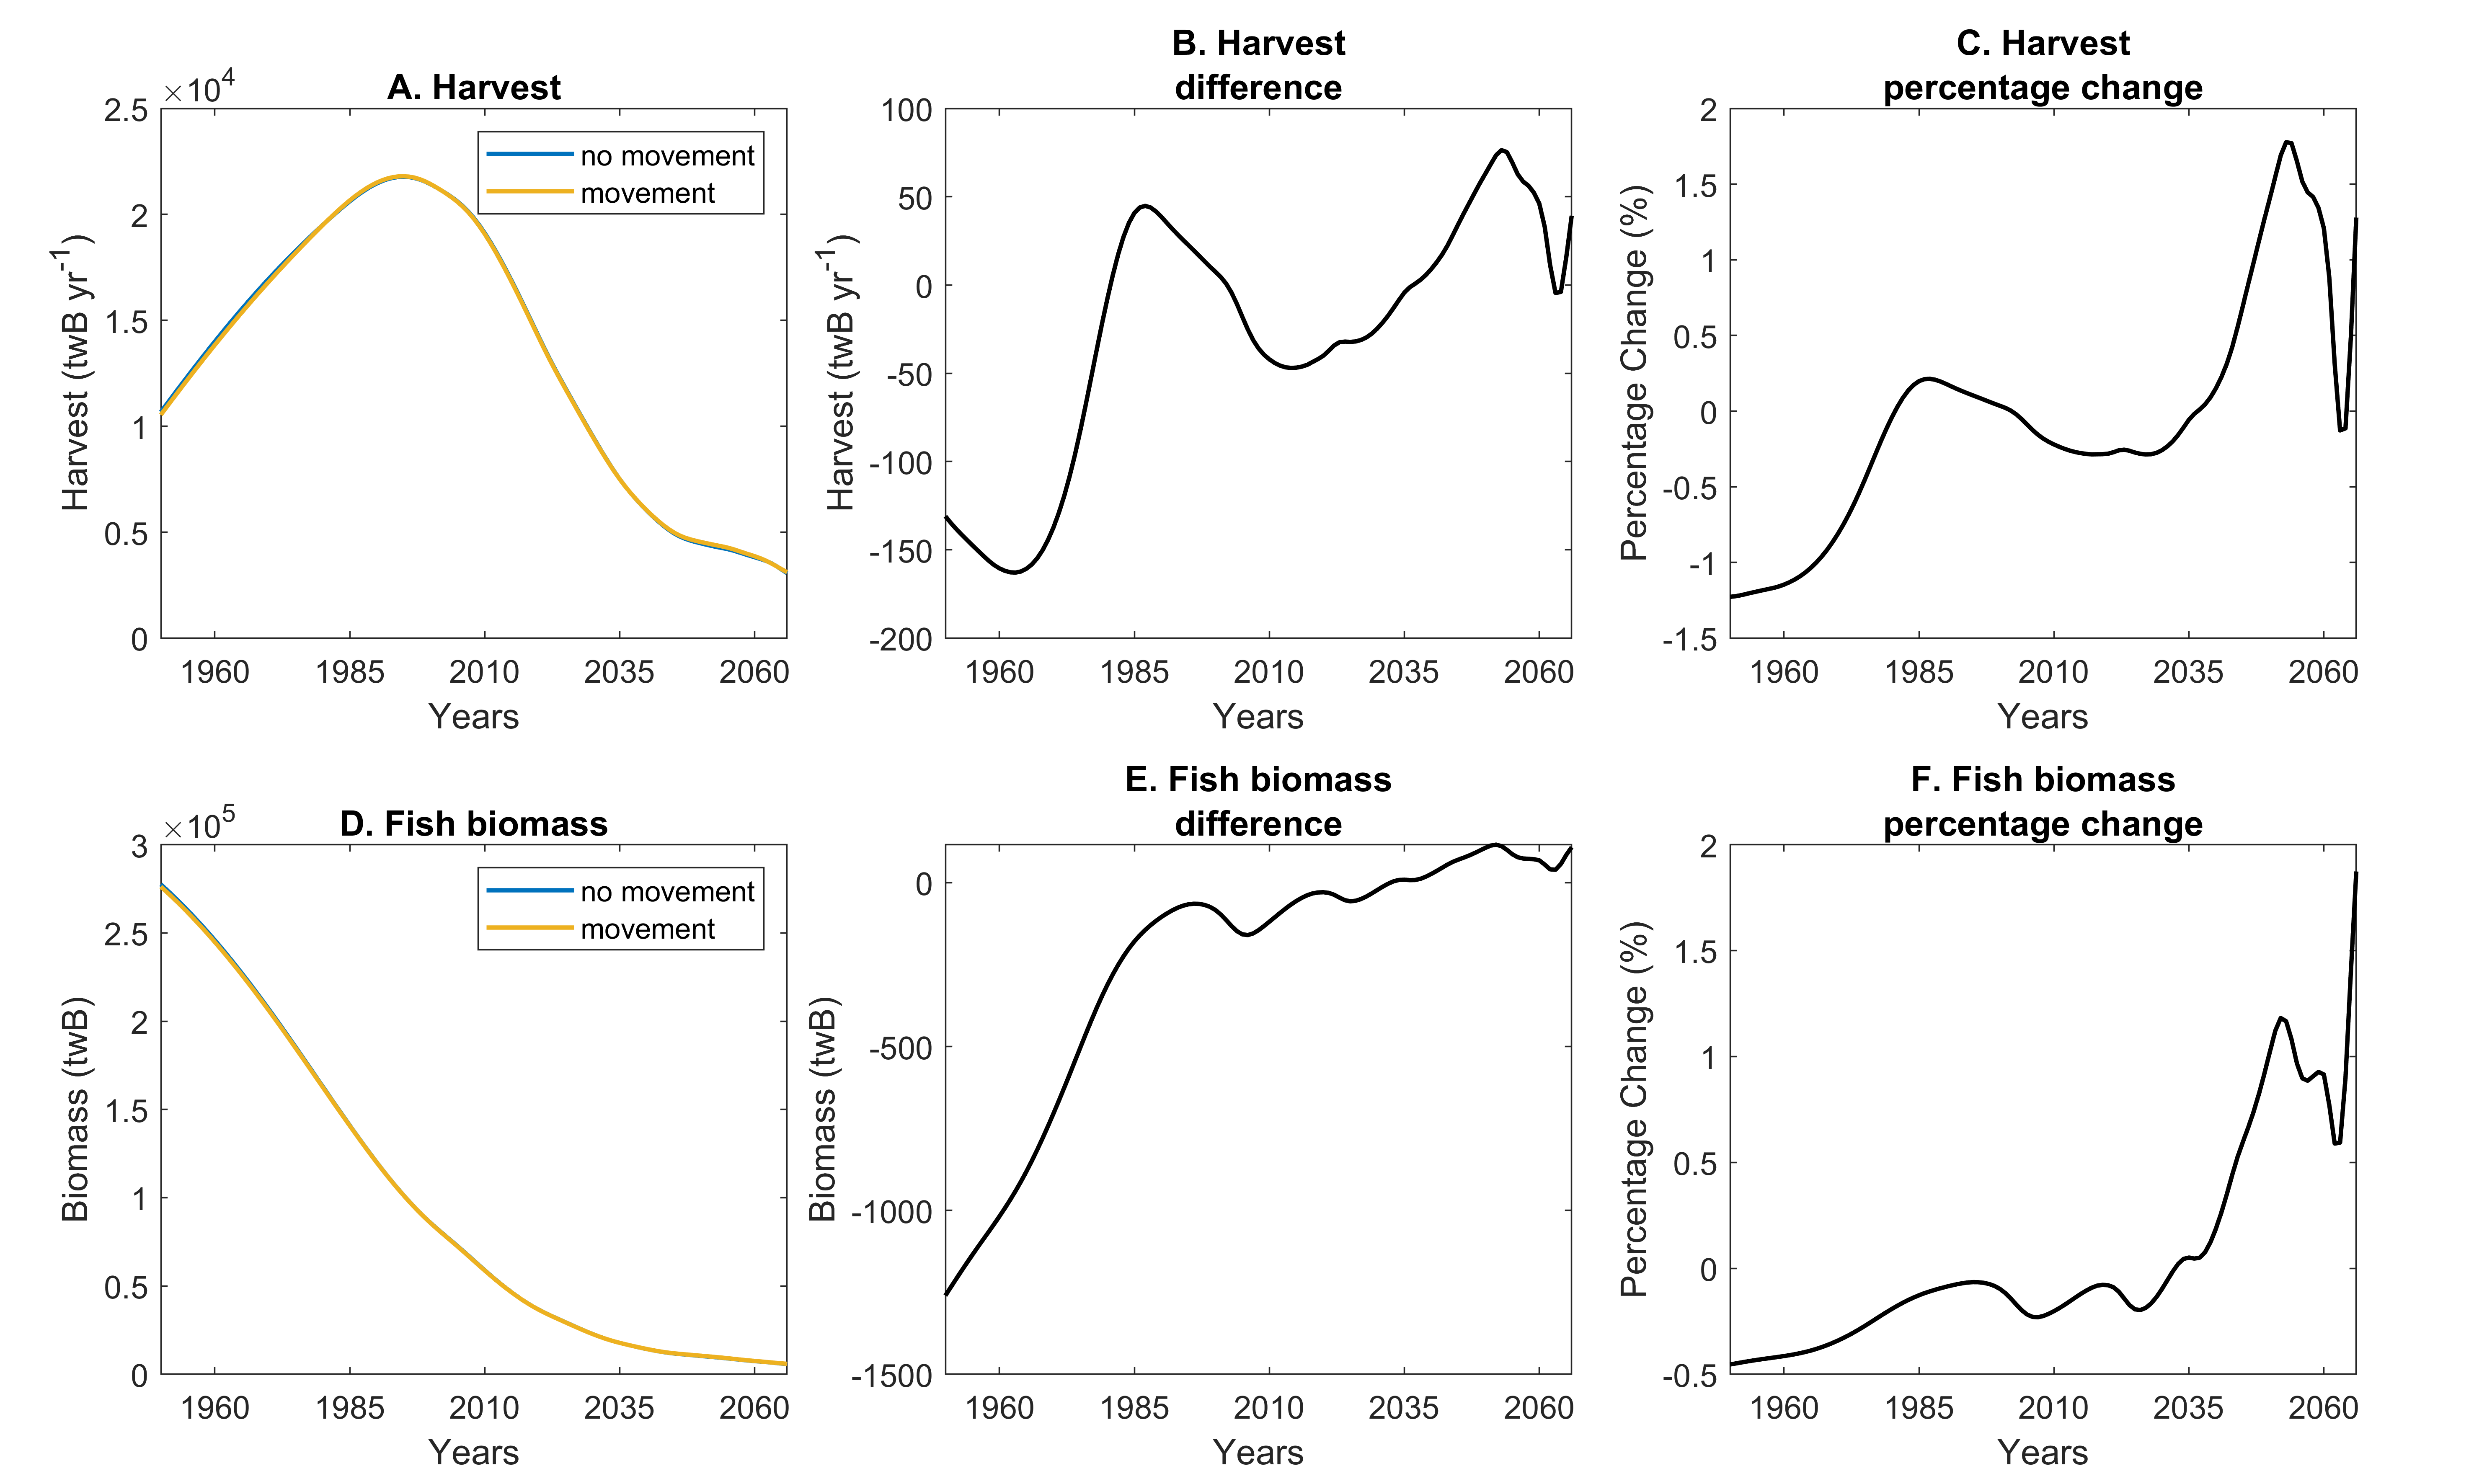 A. Harvest
×10⁴
2.5
2
1.5
1
0.5
0
Harvest (twB yr⁻¹)
no movement
movement
1960 1985 2010 2035 2060
Years
B. Harvest
difference
100
50
0
-50
-100
-150
-200
Harvest (twB yr⁻¹)
1960 1985 2010 2035 2060
Years
C. Harvest
percentage change
2
1.5
1
0.5
0
-0.5
-1
-1.5
Percentage Change (%)
1960 1985 2010 2035 2060
Years
D. Fish biomass
×10⁵
3
2.5
2
1.5
1
0.5
0
Biomass (twB)
no movement
movement
1960 1985 2010 2035 2060
Years
E. Fish biomass
difference
0
-500
-1000
-1500
Biomass (twB)
1960 1985 2010 2035 2060
Years
F. Fish biomass
percentage change
2
1.5
1
0.5
0
-0.5
Percentage Change (%)
1960 1985 2010 2035 2060
Years